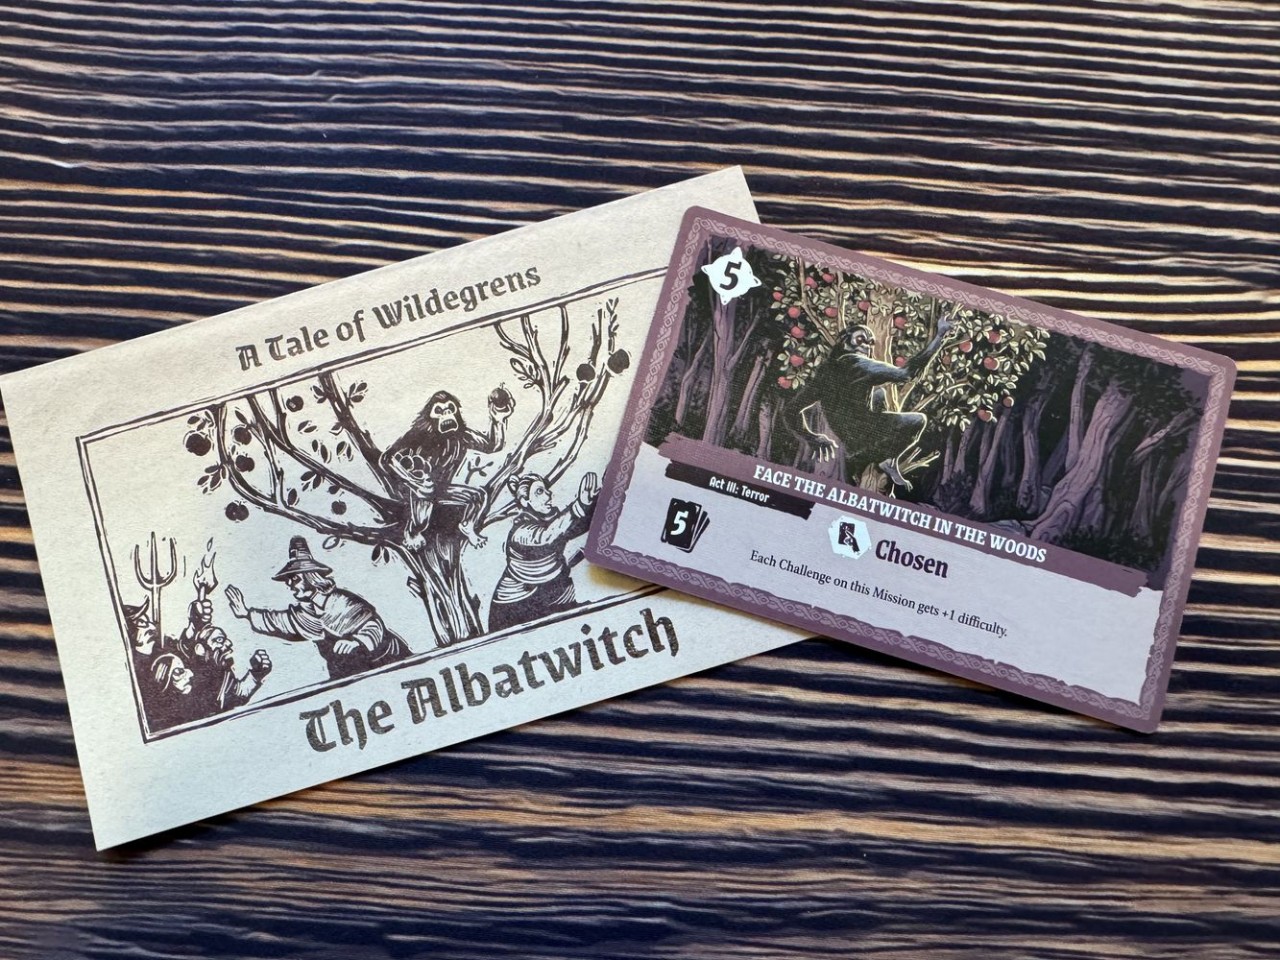 A Tale of Wildegrens
The Albatwitch
5
FACE THE ALBATWITCH IN THE WOODS
Act III: Terror
5
Chosen
Each Challenge on this Mission gets +1 difficulty.